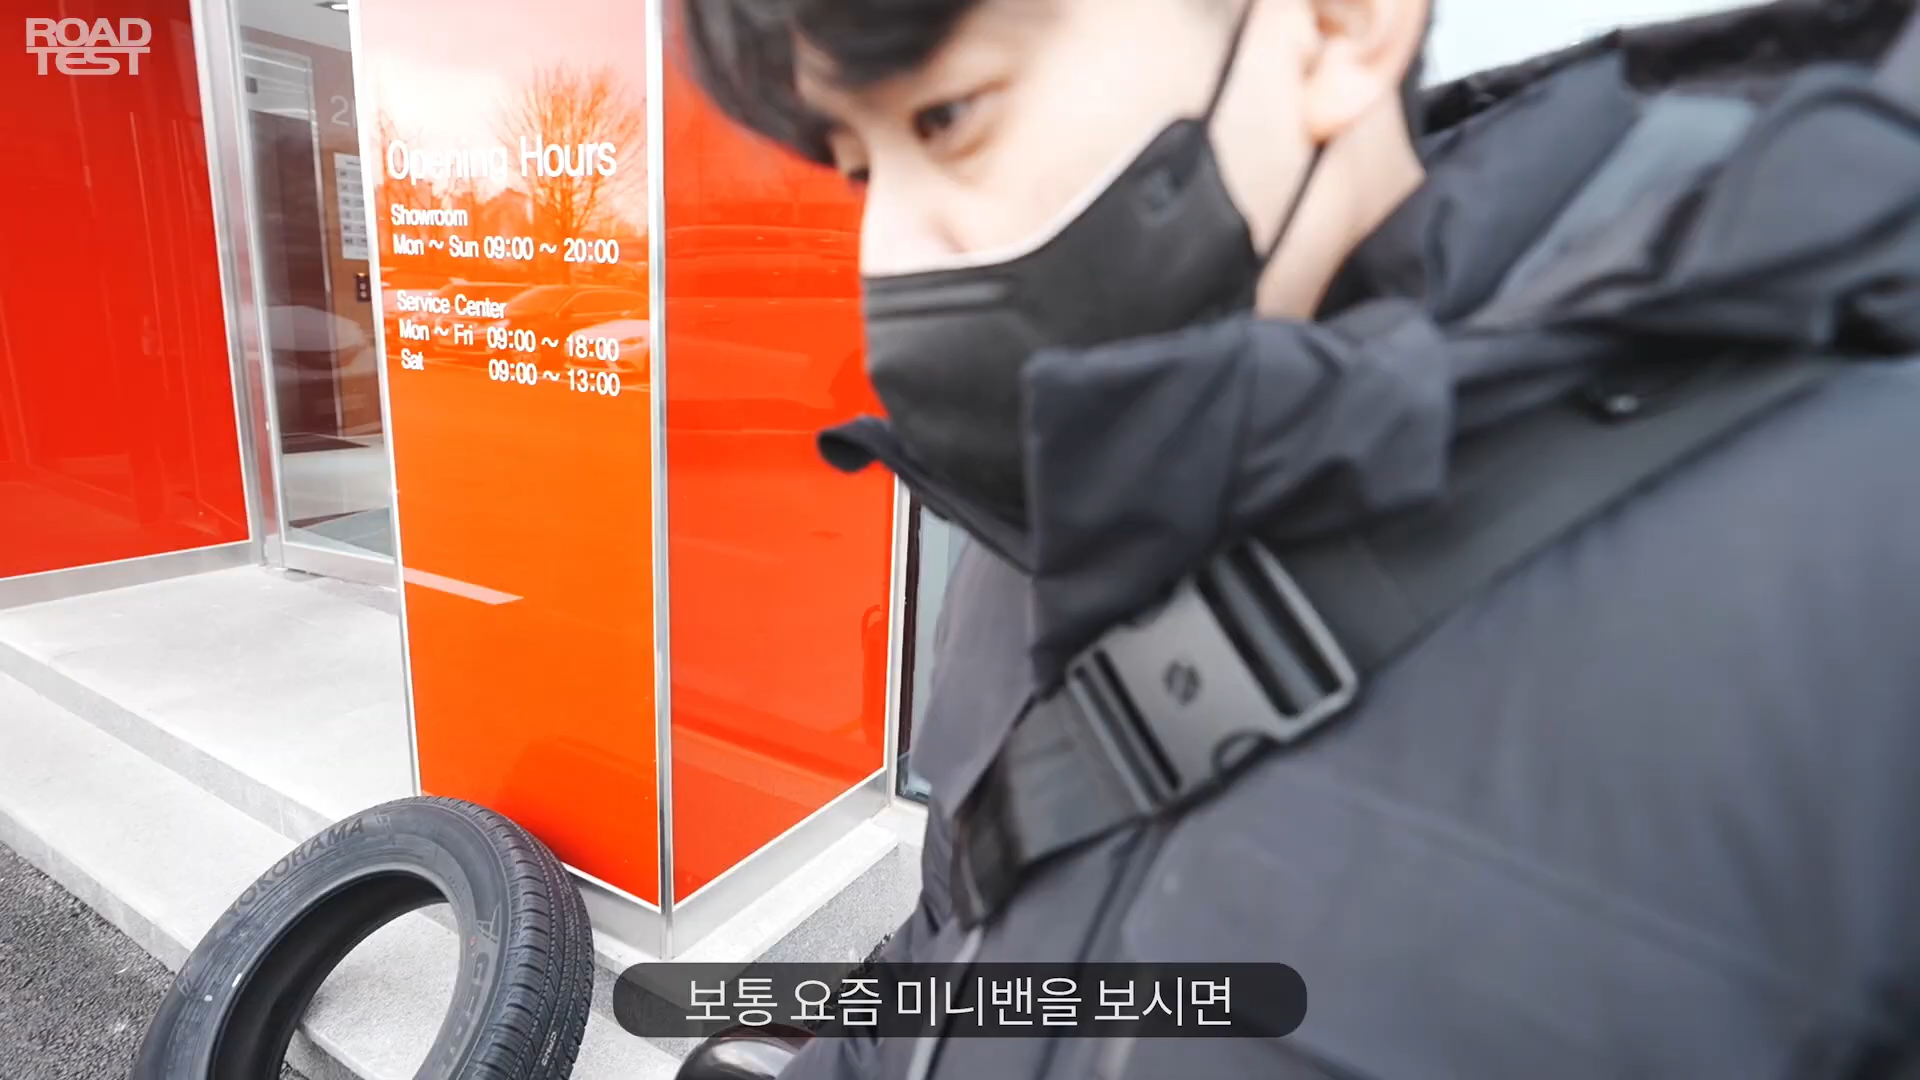 ROAD
TEST
Opening Hours
Showroom
Mon ~ Sun 09:00 ~ 20:00
Service Center
Mon ~ Fri 09:00 ~ 18:00
Sat 09:00 ~ 13:00
YOKOHAMA
보통 요즘 미니밴을 보시면